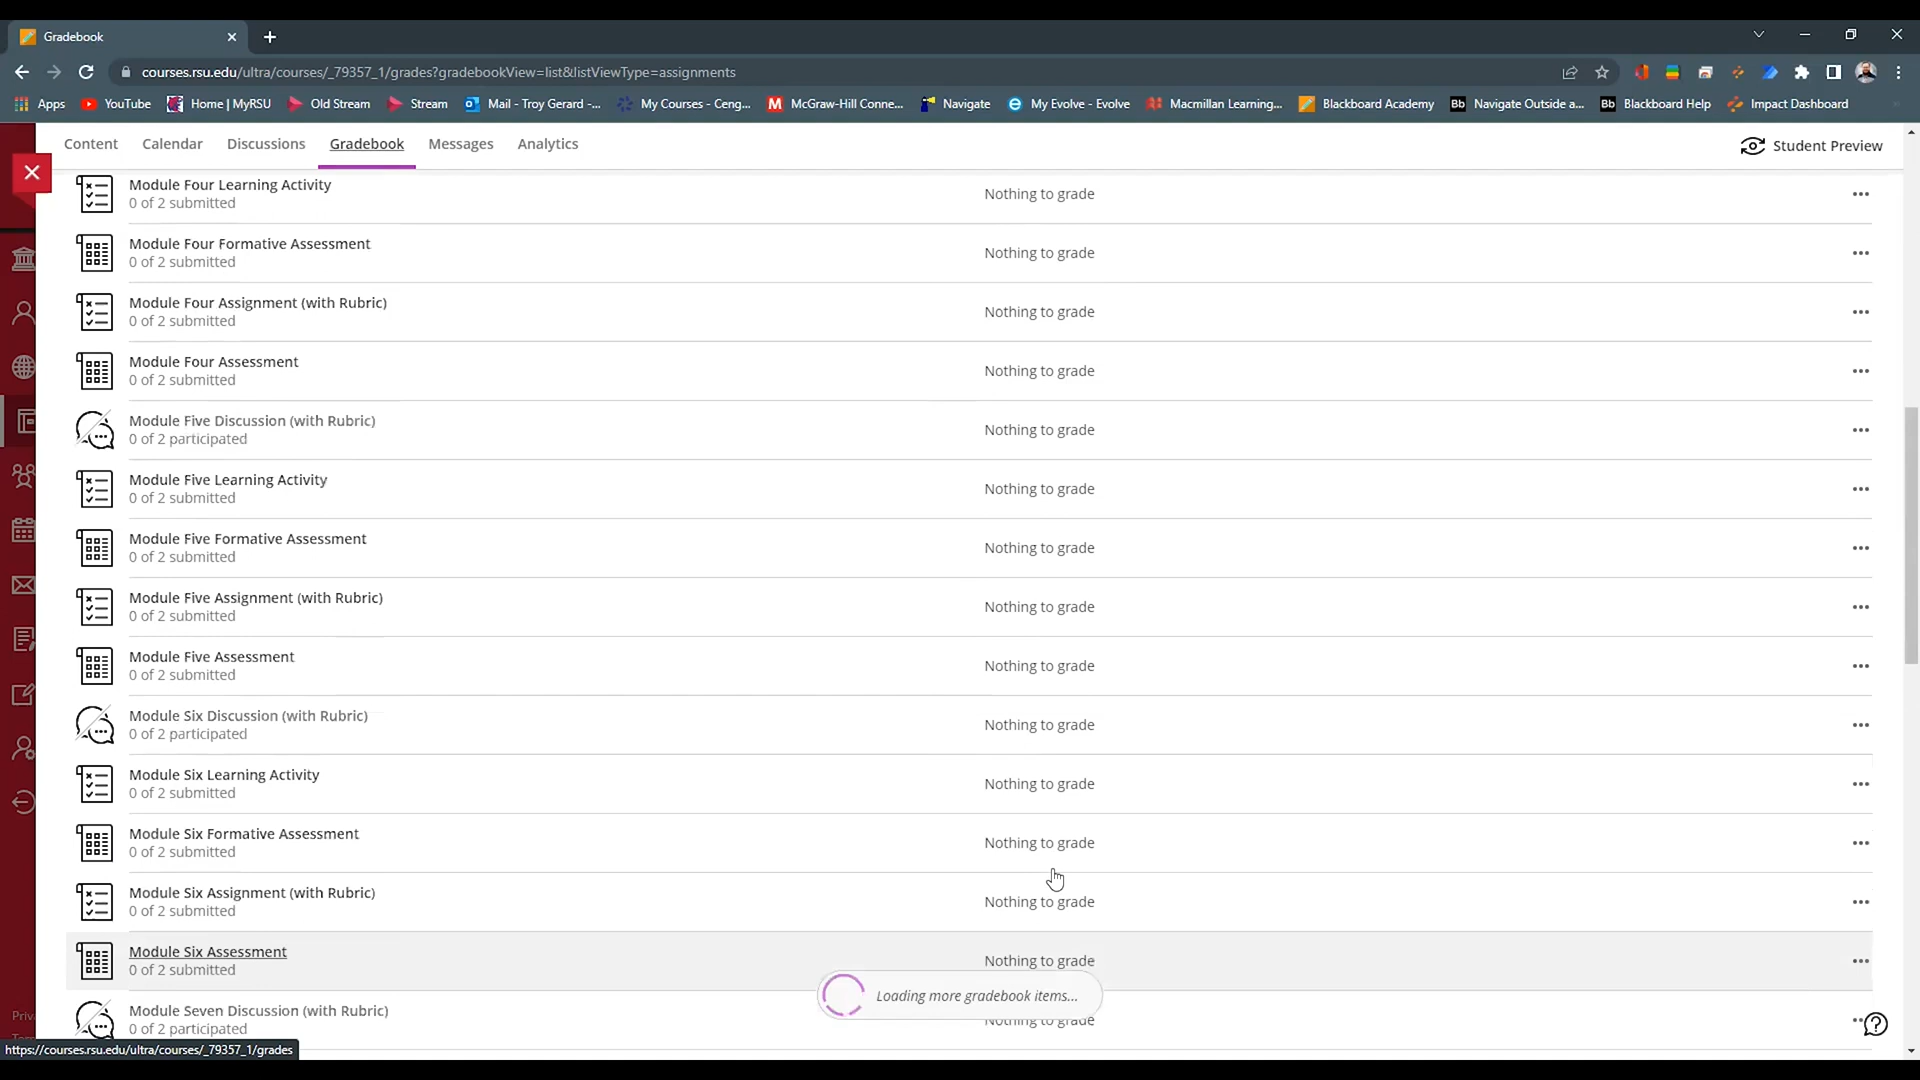 Gradebook
courses.rsu.edu/ultra/courses/_79357_1/grades?gradebookView=list&listViewType=assignments
Apps YouTube Home | MyRSU Old Stream Stream Mail - Troy Gerard -... My Courses - Ceng... McGraw-Hill Conne... Navigate My Evolve - Evolve Macmillan Learning... Blackboard Academy Bb Navigate Outside a... Bb Blackboard Help Impact Dashboard
Content Calendar Discussions Gradebook Messages Analytics Student Preview
Module Four Learning Activity
0 of 2 submitted
Nothing to grade
Module Four Formative Assessment
0 of 2 submitted
Nothing to grade
Module Four Assignment (with Rubric)
0 of 2 submitted
Nothing to grade
Module Four Assessment
0 of 2 submitted
Nothing to grade
Module Five Discussion (with Rubric)
0 of 2 participated
Nothing to grade
Module Five Learning Activity
0 of 2 submitted
Nothing to grade
Module Five Formative Assessment
0 of 2 submitted
Nothing to grade
Module Five Assignment (with Rubric)
0 of 2 submitted
Nothing to grade
Module Five Assessment
0 of 2 submitted
Nothing to grade
Module Six Discussion (with Rubric)
0 of 2 participated
Nothing to grade
Module Six Learning Activity
0 of 2 submitted
Nothing to grade
Module Six Formative Assessment
0 of 2 submitted
Nothing to grade
Module Six Assignment (with Rubric)
0 of 2 submitted
Nothing to grade
Module Six Assessment
0 of 2 submitted
Nothing to grade
Loading more gradebook items...
Module Seven Discussion (with Rubric)
0 of 2 participated
Nothing to grade
Priv
https://courses.rsu.edu/ultra/courses/_79357_1/grades